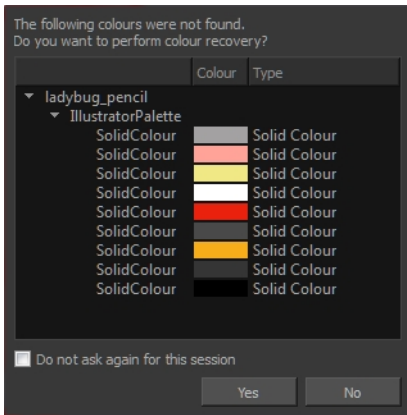 The following colours were not found.
Do you want to perform colour recovery?
Colour Type
ladybug_pencil
IllustratorPalette
SolidColour Solid Colour
SolidColour Solid Colour
SolidColour Solid Colour
SolidColour Solid Colour
SolidColour Solid Colour
SolidColour Solid Colour
SolidColour Solid Colour
SolidColour Solid Colour
SolidColour Solid Colour
Do not ask again for this session
Yes No